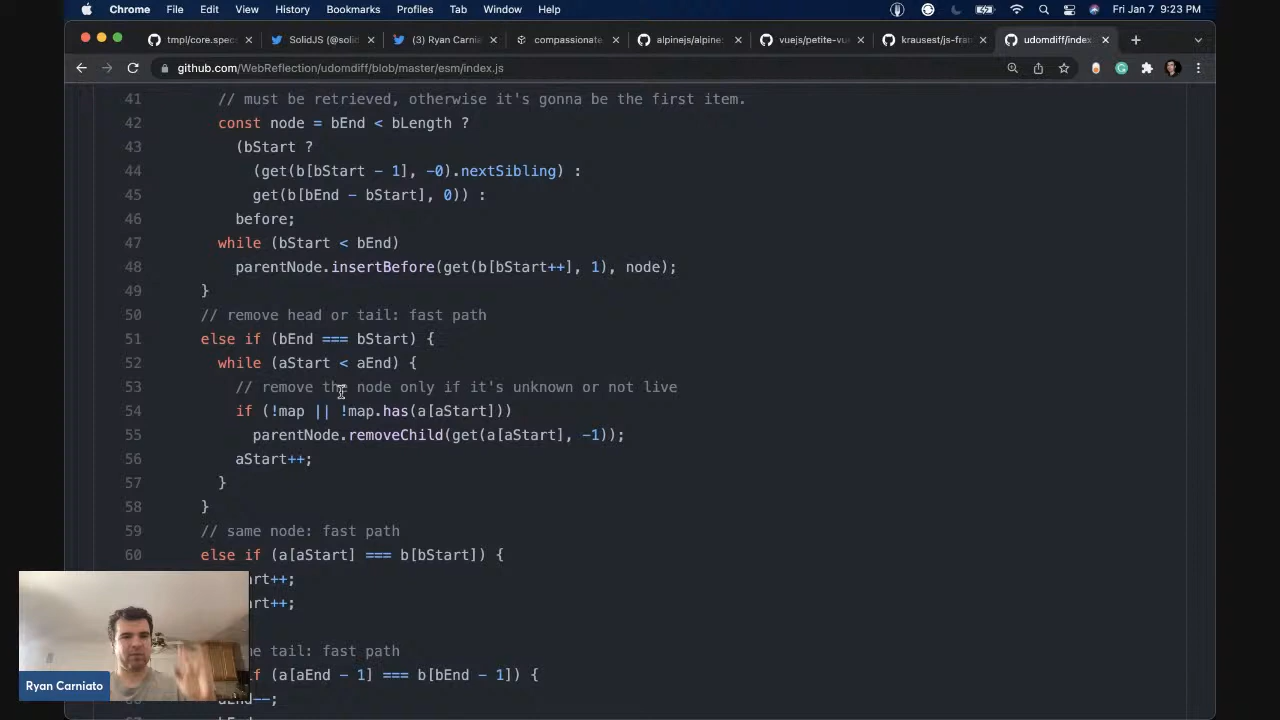 Chrome File Edit View History Bookmarks Profiles Tab Window Help Fri Jan 7 9:23 PM
tmpl/core.spec SolidJS (@solid (3) Ryan Carnie compassionate alpinejs/alpine vuejs/petite-vu krausest/js-fran udomdiff/index
github.com/WebReflection/udomdiff/blob/master/esm/index.js
41 // must be retrieved, otherwise it's gonna be the first item.
42 const node = bEnd < bLength ?
43 (bStart ?
44 (get(b[bStart - 1], -0).nextSibling) :
45 get(b[bEnd - bStart], 0)) :
46 before;
47 while (bStart < bEnd)
48 parentNode.insertBefore(get(b[bStart++], 1), node);
49 }
50 // remove head or tail: fast path
51 else if (bEnd === bStart) {
52 while (aStart < aEnd) {
53 // remove the node only if it's unknown or not live
54 if (!map || !map.has(a[aStart]))
55 parentNode.removeChild(get(a[aStart], -1));
56 aStart++;
57 }
58 }
59 // same node: fast path
60 else if (a[aStart] === b[bStart]) {
art++;
art++;
e tail: fast path
if (a[aEnd - 1] === b[bEnd - 1]) {
Ryan Carniato